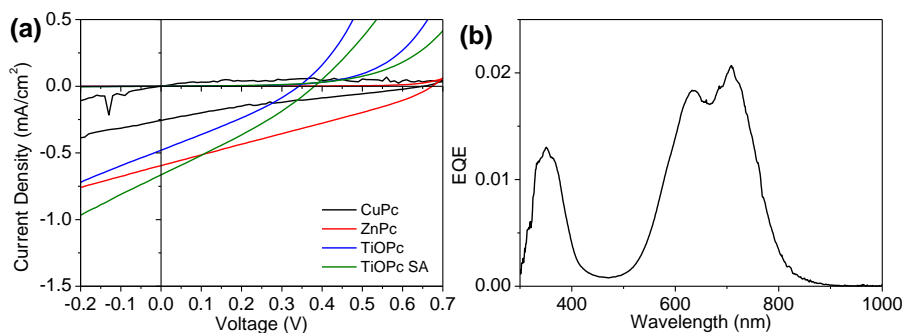 (a)
Current Density (mA/cm²)
0.5
0.0
-0.5
-1.0
-1.5
CuPc
ZnPc
TiOPc
TiOPc SA
-0.2 -0.1 0.0 0.1 0.2 0.3 0.4 0.5 0.6 0.7
Voltage (V)
(b)
EQE
0.02
0.01
0.00
400 600 800 1000
Wavelength (nm)